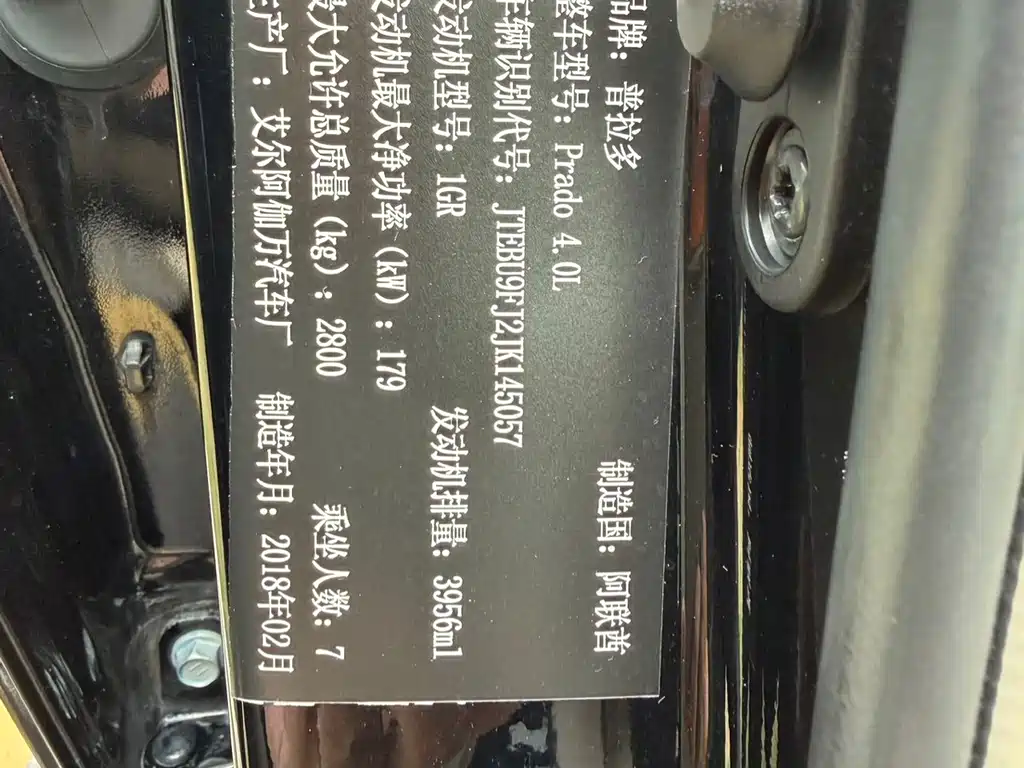 品牌：普拉多 制造国：阿联酋
整车型号：Prado 4.0L
车辆识别代号：JTEBU9FJ2JK145057
发动机型号：1GR 发动机排量：3956ml
发动机最大净功率（kW）：179
最大允许总质量（kg）：2800 乘坐人数：7
生产厂：艾尔阿伽万汽车厂 制造年月：2018年02月